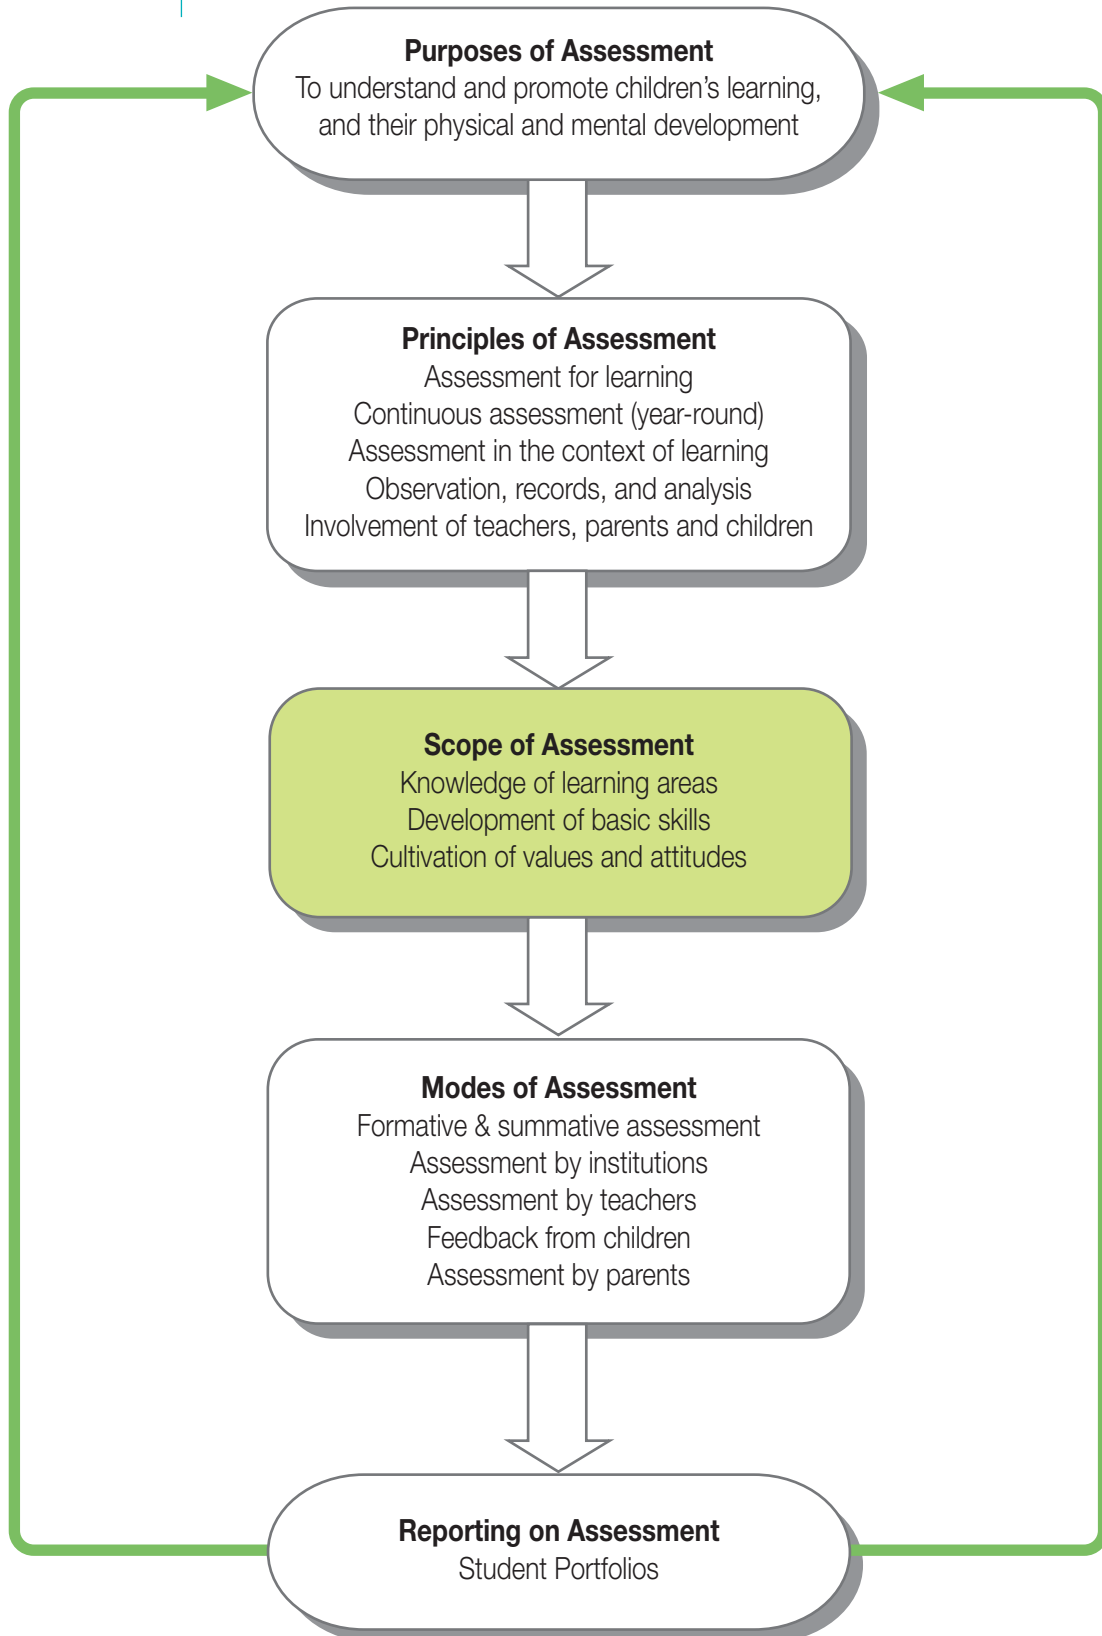 Purposes of Assessment
To understand and promote children’s learning,
and their physical and mental development
Principles of Assessment
Assessment for learning
Continuous assessment (year-round)
Assessment in the context of learning
Observation, records, and analysis
Involvement of teachers, parents and children
Scope of Assessment
Knowledge of learning areas
Development of basic skills
Cultivation of values and attitudes
Modes of Assessment
Formative & summative assessment
Assessment by institutions
Assessment by teachers
Feedback from children
Assessment by parents
Reporting on Assessment
Student Portfolios